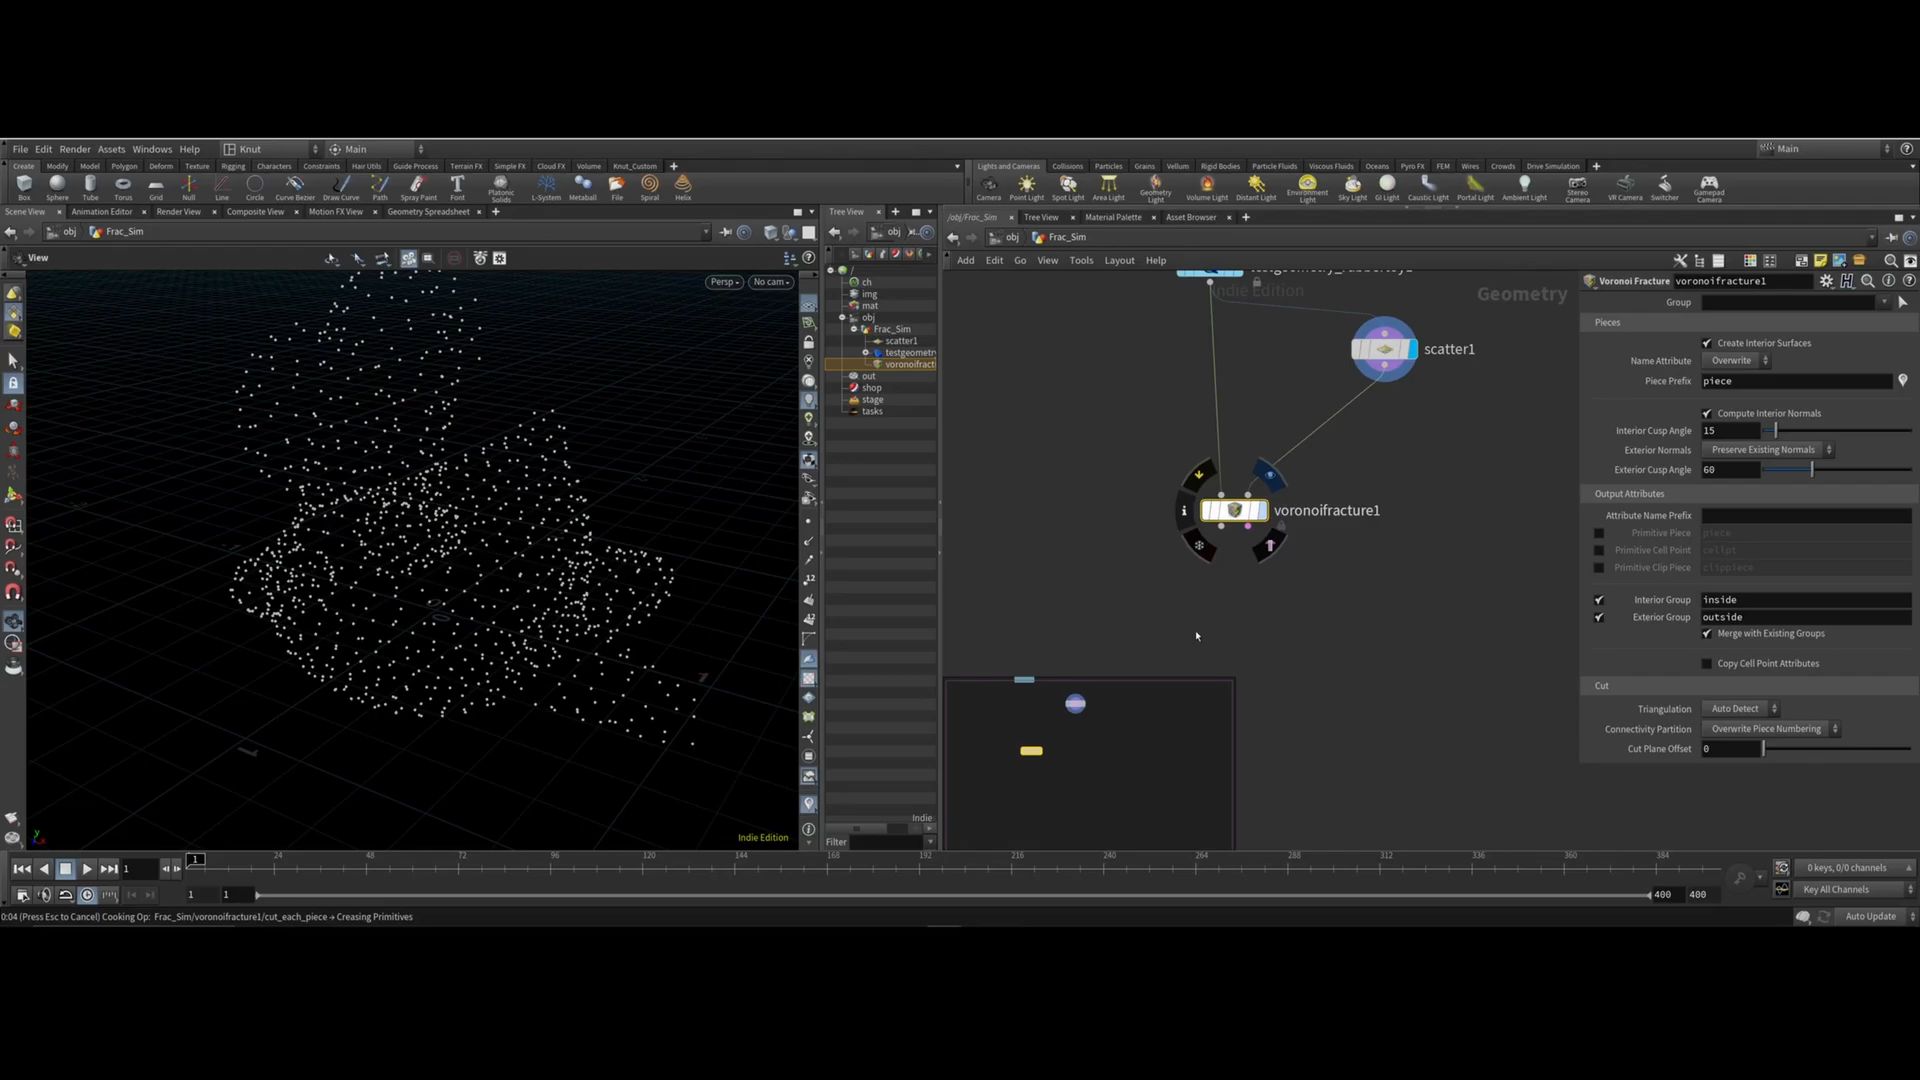 File Edit Render Assets Windows Help Knut Main Main
Create Modify Model Polygon Deform Texture Rigging Characters Constraints Hair Utils Guide Process Terrain FX Simple FX Cloud FX Volume Knut_Custom
Lights and Cameras Collisions Particles Grains Vellum Rigid Bodies Particle Fluids Viscous Fluids Oceans Pyro FX FEM Wires Crowds Drive Simulation
Box Sphere Tube Torus Grid Null Line Circle Curve Bezier Draw Curve Path Spray Paint Font Platonic Solids L-System Metaball File Spiral Helix
Camera Point Light Spot Light Area Light Geometry Light Volume Light Distant Light Environment Light Sky Light GI Light Caustic Light Portal Light Ambient Light Stereo Camera VR Camera Switcher Gamepad Camera
Scene View Animation Editor Render View Composite View Motion FX View Geometry Spreadsheet
Tree View
/obj/Frac_Sim Tree View Material Palette Asset Browser
obj Frac_Sim
obj
obj Frac_Sim
View
Persp No cam
Indie Edition
/
ch
img
mat
obj
Frac_Sim
scatter1
testgeometr
voronoifracti
out
shop
stage
tasks
Indie
Filter
Add Edit Go View Tools Layout Help
Indie Edition
Geometry
scatter1
voronoifracture1
Voronoi Fracture voronoifracture1
Group
Pieces
Create Interior Surfaces
Name Attribute Overwrite
Piece Prefix piece
Compute Interior Normals
Interior Cusp Angle 15
Exterior Normals Preserve Existing Normals
Exterior Cusp Angle 60
Output Attributes
Attribute Name Prefix
Primitive Piece piece
Primitive Cell Point cellpt
Primitive Clip Piece clippiece
Interior Group inside
Exterior Group outside
Merge with Existing Groups
Copy Cell Point Attributes
Cut
Triangulation Auto Detect
Connectivity Partition Overwrite Piece Numbering
Cut Plane Offset 0
1 1 24 48 72 96 120 144 168 192 216 240 264 288 312 336 360 384
0 keys, 0/0 channels
1 1 400 400
Key All Channels
0:04 (Press Esc to Cancel) Cooking Op: Frac_Sim/voronoifracture1/cut_each_piece → Creasing Primitives
Auto Update